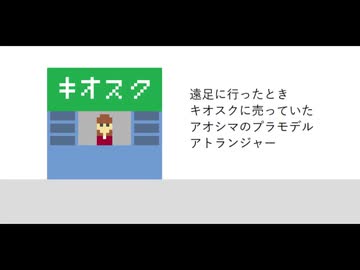 キオスク
遠足に行ったとき
キオスクに売っていた
アオシマのプラモデル
アトランジャー